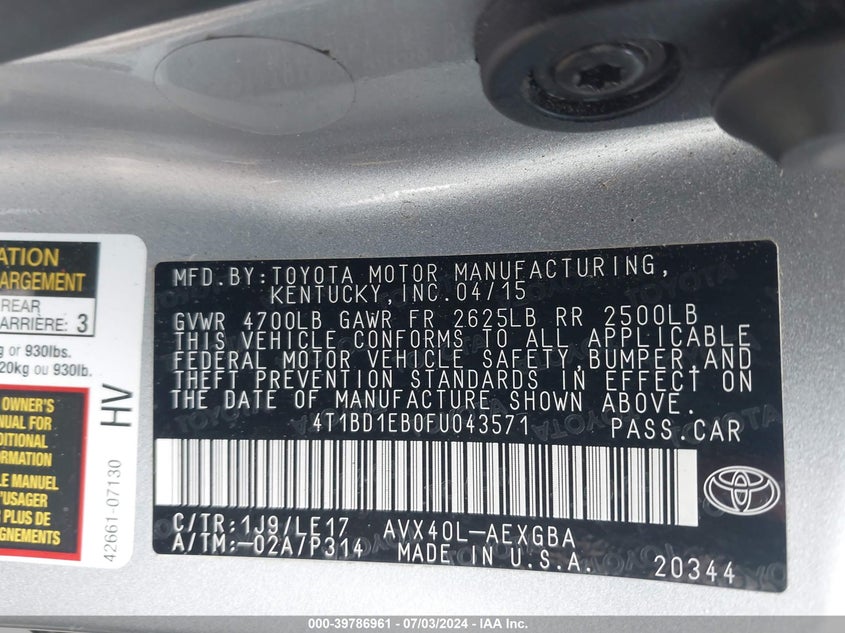 ATION
ARGEMENT
REAR
ARRIÈRE: 3
g or 930lbs.
20kg ou 930lb.
OWNER'S
NUAL FOR
DITIONAL
RMATION
LE MANUEL
'USAGER
PLUS DE
IGNEMENTS
HV
42661-07130
MFD.BY:TOYOTA MOTOR MANUFACTURING,
KENTUCKY,INC.04/15
GVWR 4700LB GAWR FR 2625LB RR 2500LB
THIS VEHICLE CONFORMS TO ALL APPLICABLE
FEDERAL MOTOR VEHICLE SAFETY,BUMPER,AND
THEFT PREVENTION STANDARDS IN EFFECT ON
THE DATE OF MANUFACTURE SHOWN ABOVE.
4T1BD1EB0FU043571 PASS.CAR
C/TR:1J9/LE17 AVX40L-AEXGBA
A/TM:-02A/P314 MADE IN U.S.A. 20344
000-39786961 - 07/03/2024 - IAA Inc.